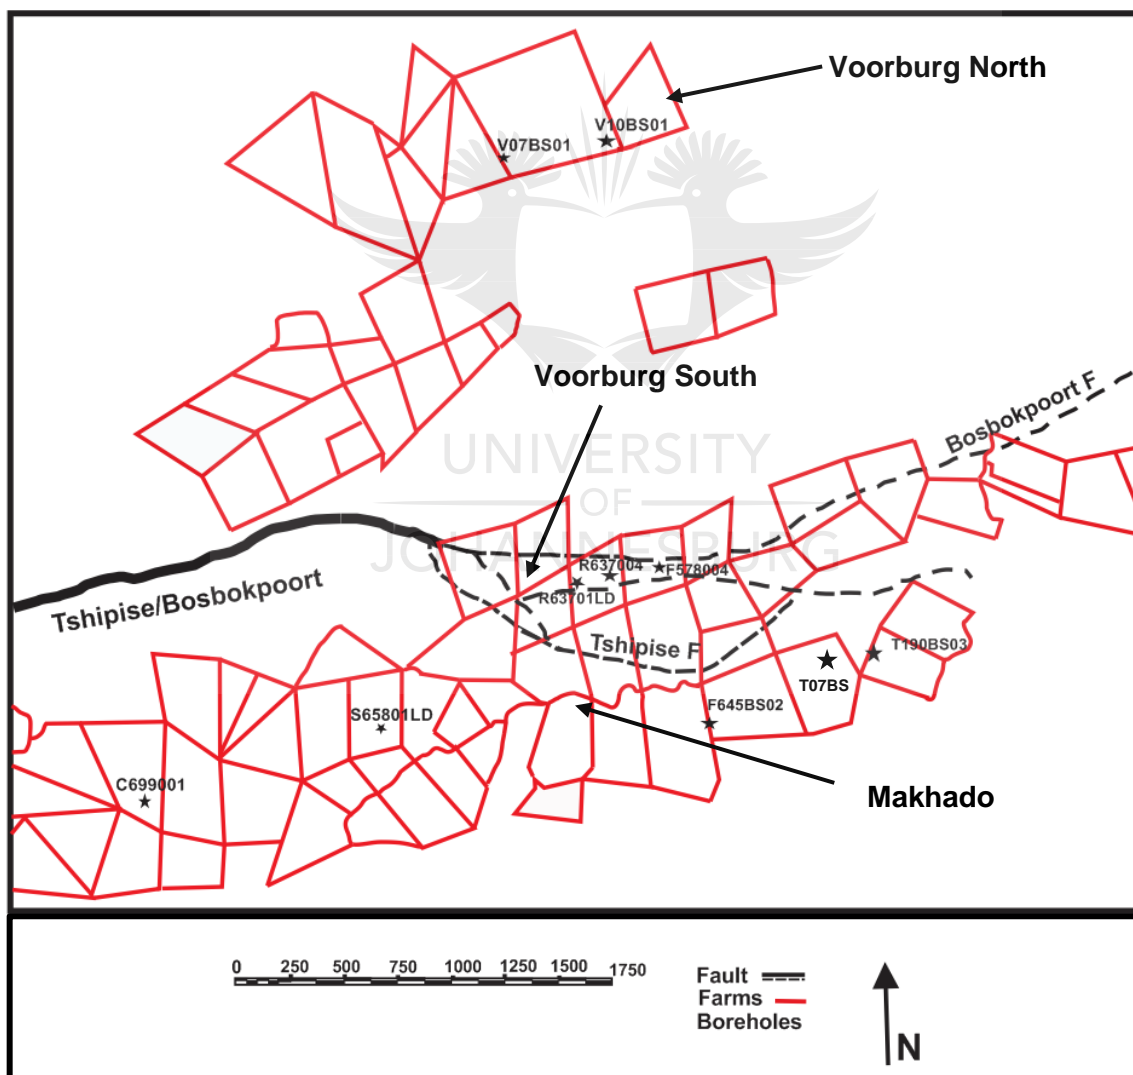 Voorburg North
V10BS01
V07BS01
Voorburg South
UNIVERSITY
OF
JOHANNESBURG
Bosbokpoort F
Tshipise/Bosbokpoort
R637004
F578004
R63701LD
Tshipise F
T190BS03
T07BS
F645BS02
S65801LD
C699001
Makhado
0 250 500 750 1000 1250 1500 1750
Fault
Farms
Boreholes
N